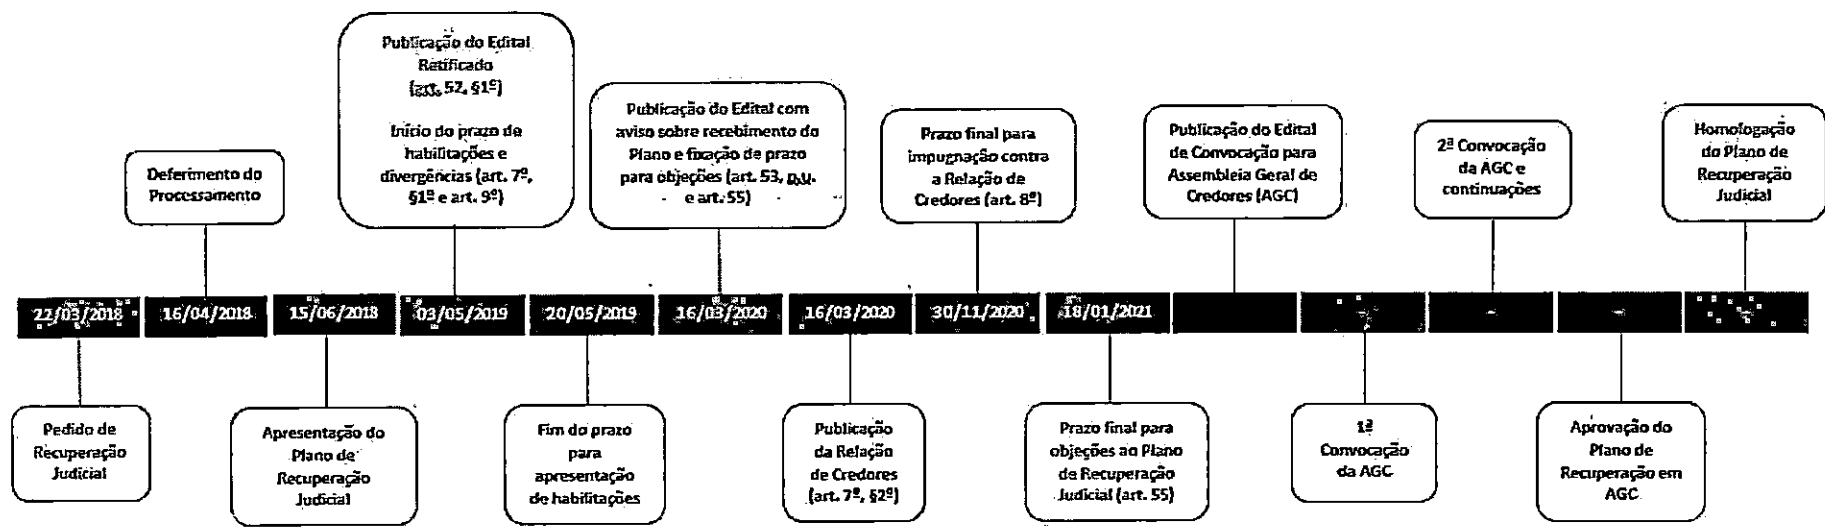 Publicação do Edital
Retificado
(art. 52, §1º)
Início do prazo de
habilitações e
divergências (art. 7º,
§1º e art. 9º)
Publicação do Edital com
aviso sobre recebimento do
Plano e fixação de prazo
para objeções (art. 53, p.u.
e art. 55)
Prazo final para
impugnação contra
a Relação de
Credores (art. 8º)
Publicação do Edital
de Convocação para
Assembleia Geral de
Credores (AGC)
2ª Convocação
da AGC e
continuações
Homologação
do Plano de
Recuperação
Judicial
Deferimento do
Processamento
22/03/2018
16/04/2018
15/06/2018
03/05/2019
20/05/2019
16/03/2020
16/03/2020
30/11/2020
18/01/2021
-
-
-
-
Pedido de
Recuperação
Judicial
Apresentação do
Plano de
Recuperação
Judicial
Fim do prazo
para
apresentação
de habilitações
Publicação
da Relação
de Credores
(art. 7º, §2º)
Prazo final para
objeções ao Plano
de Recuperação
Judicial (art. 55)
1ª
Convocação
da AGC
Aprovação do
Plano de
Recuperação em
AGC